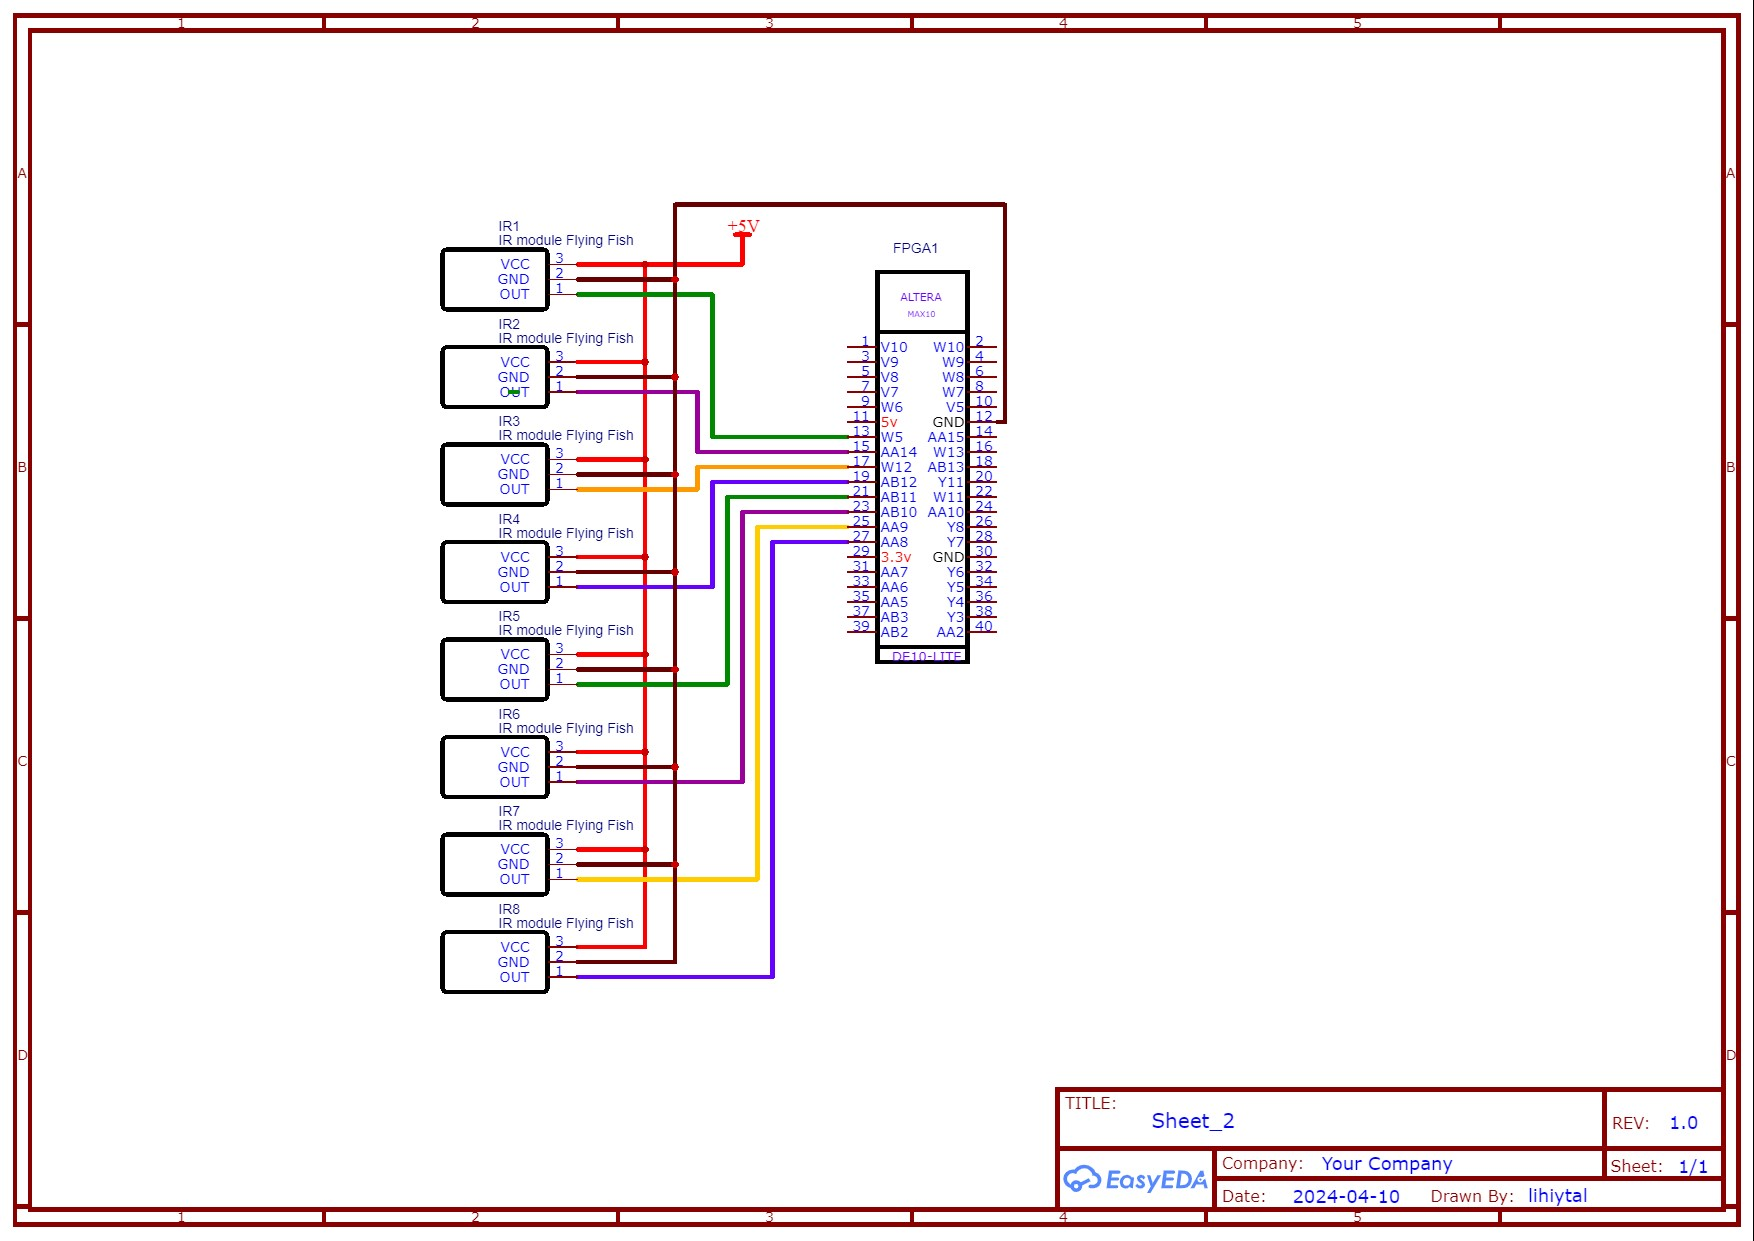 1 2 3 4 5
A A
B B
C C
D D
IR1
IR module Flying Fish
VCC 3
GND 2
OUT 1
IR2
IR module Flying Fish
VCC 3
GND 2
OUT 1
IR3
IR module Flying Fish
VCC 3
GND 2
OUT 1
IR4
IR module Flying Fish
VCC 3
GND 2
OUT 1
IR5
IR module Flying Fish
VCC 3
GND 2
OUT 1
IR6
IR module Flying Fish
VCC 3
GND 2
OUT 1
IR7
IR module Flying Fish
VCC 3
GND 2
OUT 1
IR8
IR module Flying Fish
VCC 3
GND 2
OUT 1
+5V
FPGA1
ALTERA
MAX10
1 V10 W10 2
3 V9 W9 4
5 V8 W8 6
7 V7 W7 8
9 W6 V5 10
11 5v GND 12
13 W5 AA15 14
15 AA14 W13 16
17 W12 AB13 18
19 AB12 Y11 20
21 AB11 W11 22
23 AB10 AA10 24
25 AA9 Y8 26
27 AA8 Y7 28
29 3.3v GND 30
31 AA7 Y6 32
33 AA6 Y5 34
35 AA5 Y4 36
37 AB3 Y3 38
39 AB2 AA2 40
DE10-LITE
TITLE:
Sheet_2
REV: 1.0
EasyEDA
Company: Your Company
Sheet: 1/1
Date: 2024-04-10 Drawn By: lihiytal
1 2 3 4 5